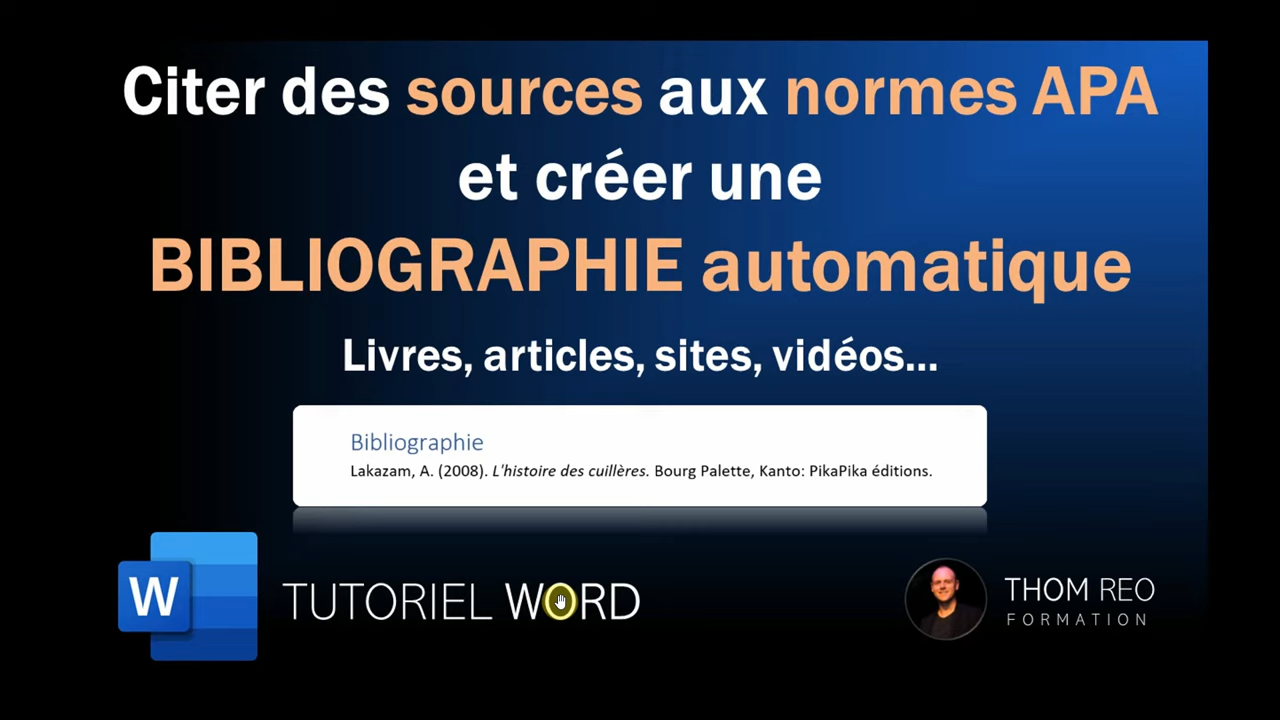 Citer des sources aux normes APA
et créer une
BIBLIOGRAPHIE automatique
Livres, articles, sites, vidéos...
Bibliographie
Lakazam, A. (2008). L'histoire des cuillères. Bourg Palette, Kanto: PikaPika éditions.
W
TUTORIEL WORD
THOM REO
FORMATION